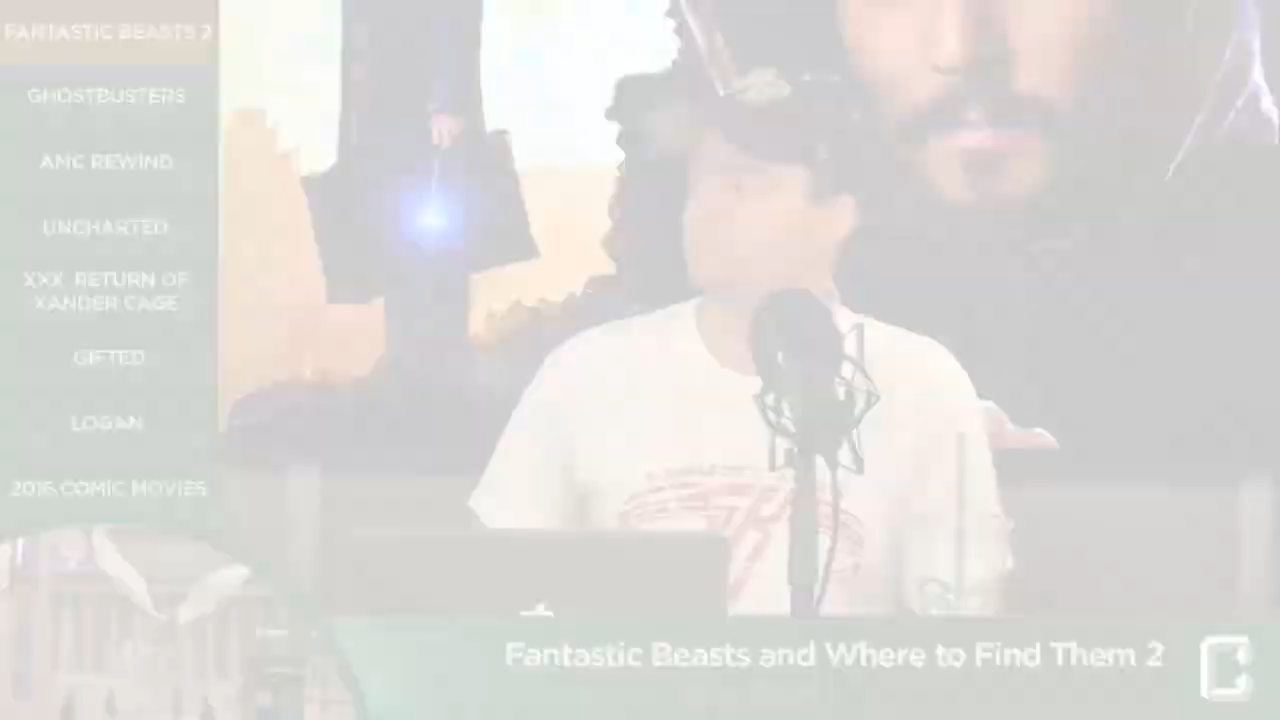 FANTASTIC BEASTS 2
GHOSTBUSTERS
AMC REWIND
UNCHARTED
XXX: RETURN OF
XANDER CAGE
GIFTED
LOGAN
2016 COMIC MOVIES
Fantastic Beasts and Where to Find Them 2